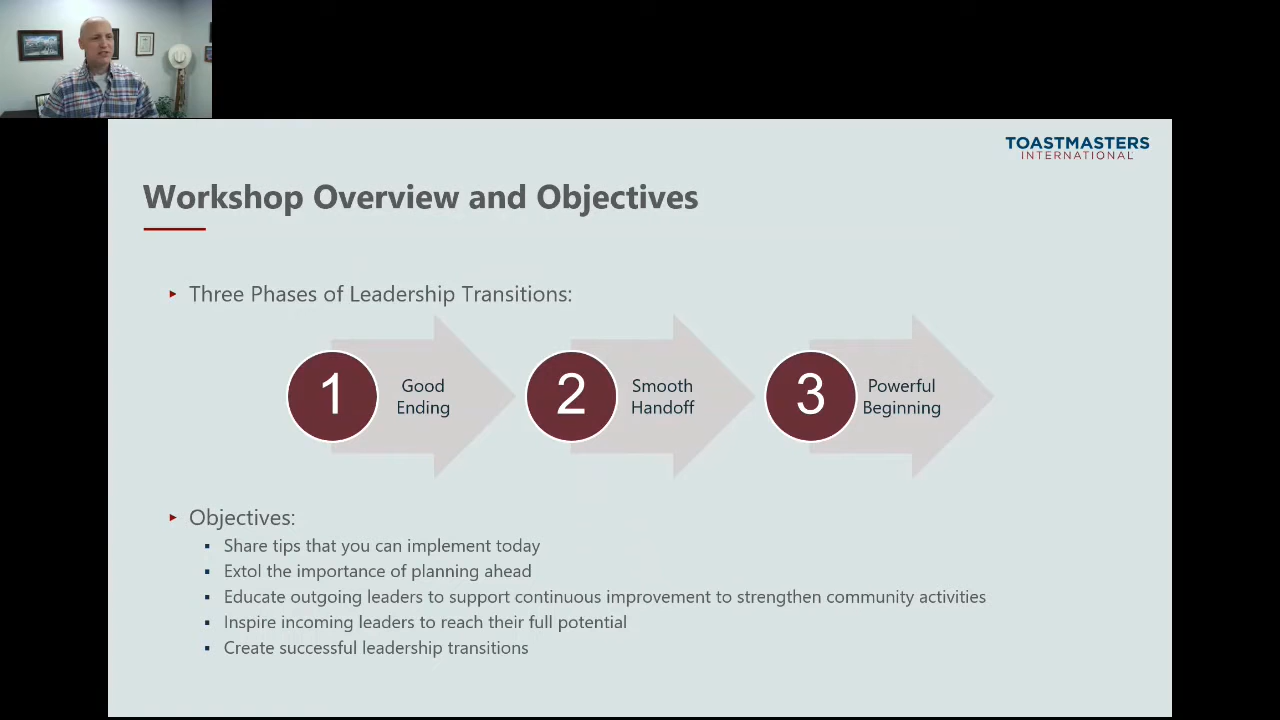 TOASTMASTERS
INTERNATIONAL
Workshop Overview and Objectives
Three Phases of Leadership Transitions:
1
Good
Ending
2
Smooth
Handoff
3
Powerful
Beginning
Objectives:
Share tips that you can implement today
Extol the importance of planning ahead
Educate outgoing leaders to support continuous improvement to strengthen community activities
Inspire incoming leaders to reach their full potential
Create successful leadership transitions